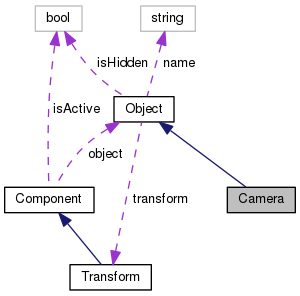 bool
string
isHidden
name
isActive
Object
object
Component
transform
Camera
Transform